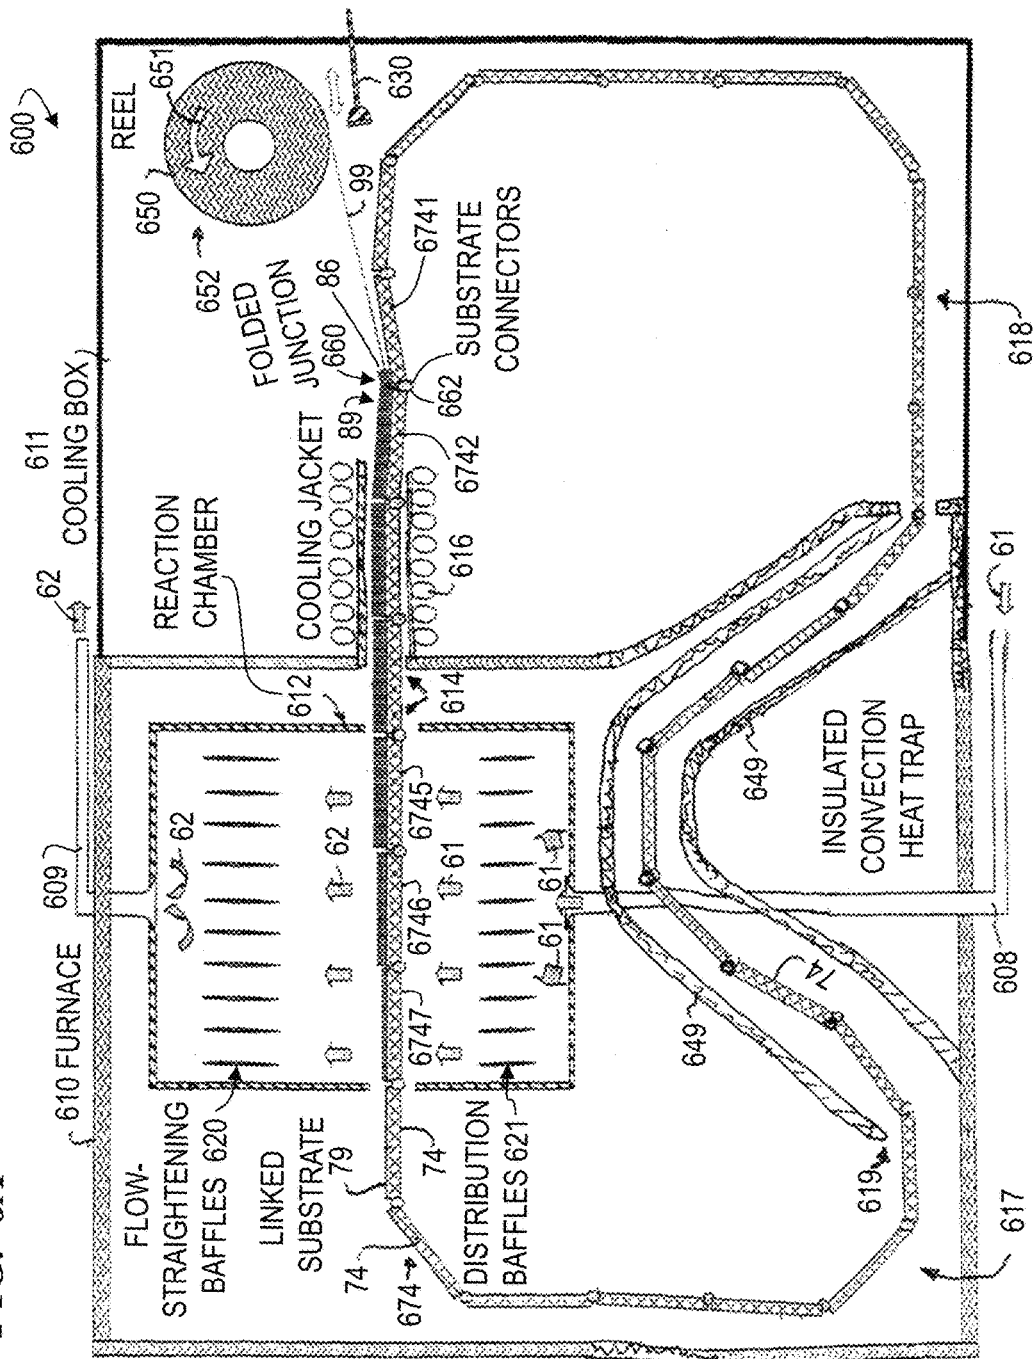 600
611
COOLING BOX
62
609
610 FURNACE
REEL
651
650
652
630
99
FOLDED
JUNCTION
86
660
89
6741
SUBSTRATE
CONNECTORS
662
6742
COOLING JACKET
616
REACTION
CHAMBER
612
614
62
62
61
61
61
6745
6746
6747
FLOW-
STRAIGHTENING
BAFFLES 620
LINKED
SUBSTRATE
79
74
74
674
DISTRIBUTION
BAFFLES 621
649
INSULATED
CONVECTION
HEAT TRAP
649
74
619
617
608
61
618